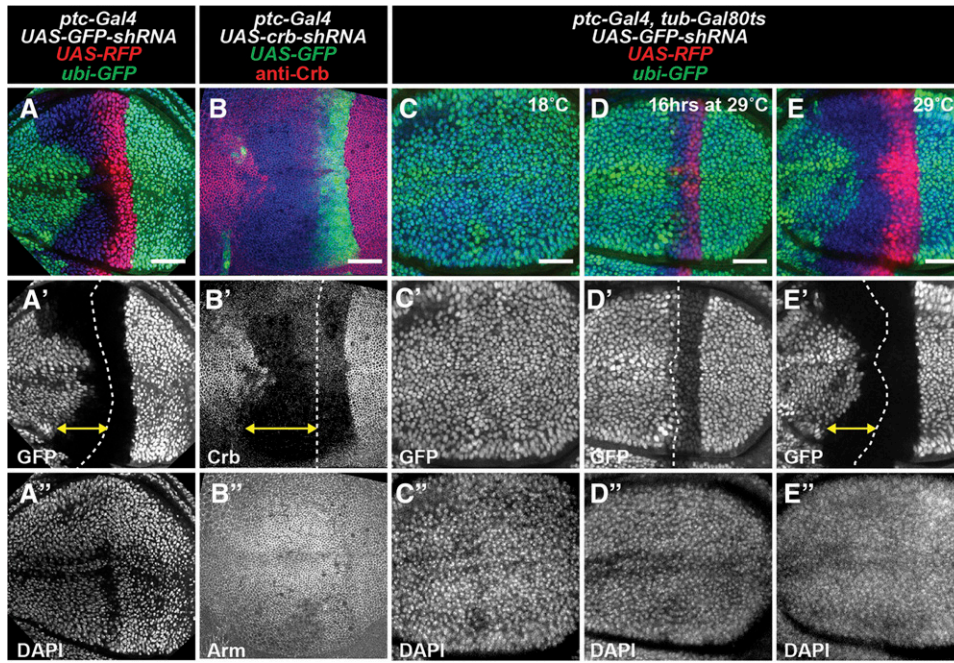 ptc-Gal4
UAS-GFP-shRNA
UAS-RFP
ubi-GFP
ptc-Gal4
UAS-crb-shRNA
UAS-GFP
anti-Crb
ptc-Gal4, tub-Gal80ts
UAS-GFP-shRNA
UAS-RFP
ubi-GFP
A
B
C
18˚C
D
16hrs at 29˚C
E
29˚C
A'
GFP
B'
Crb
C'
GFP
D'
GFP
E'
GFP
A''
DAPI
B''
Arm
C''
DAPI
D''
DAPI
E''
DAPI